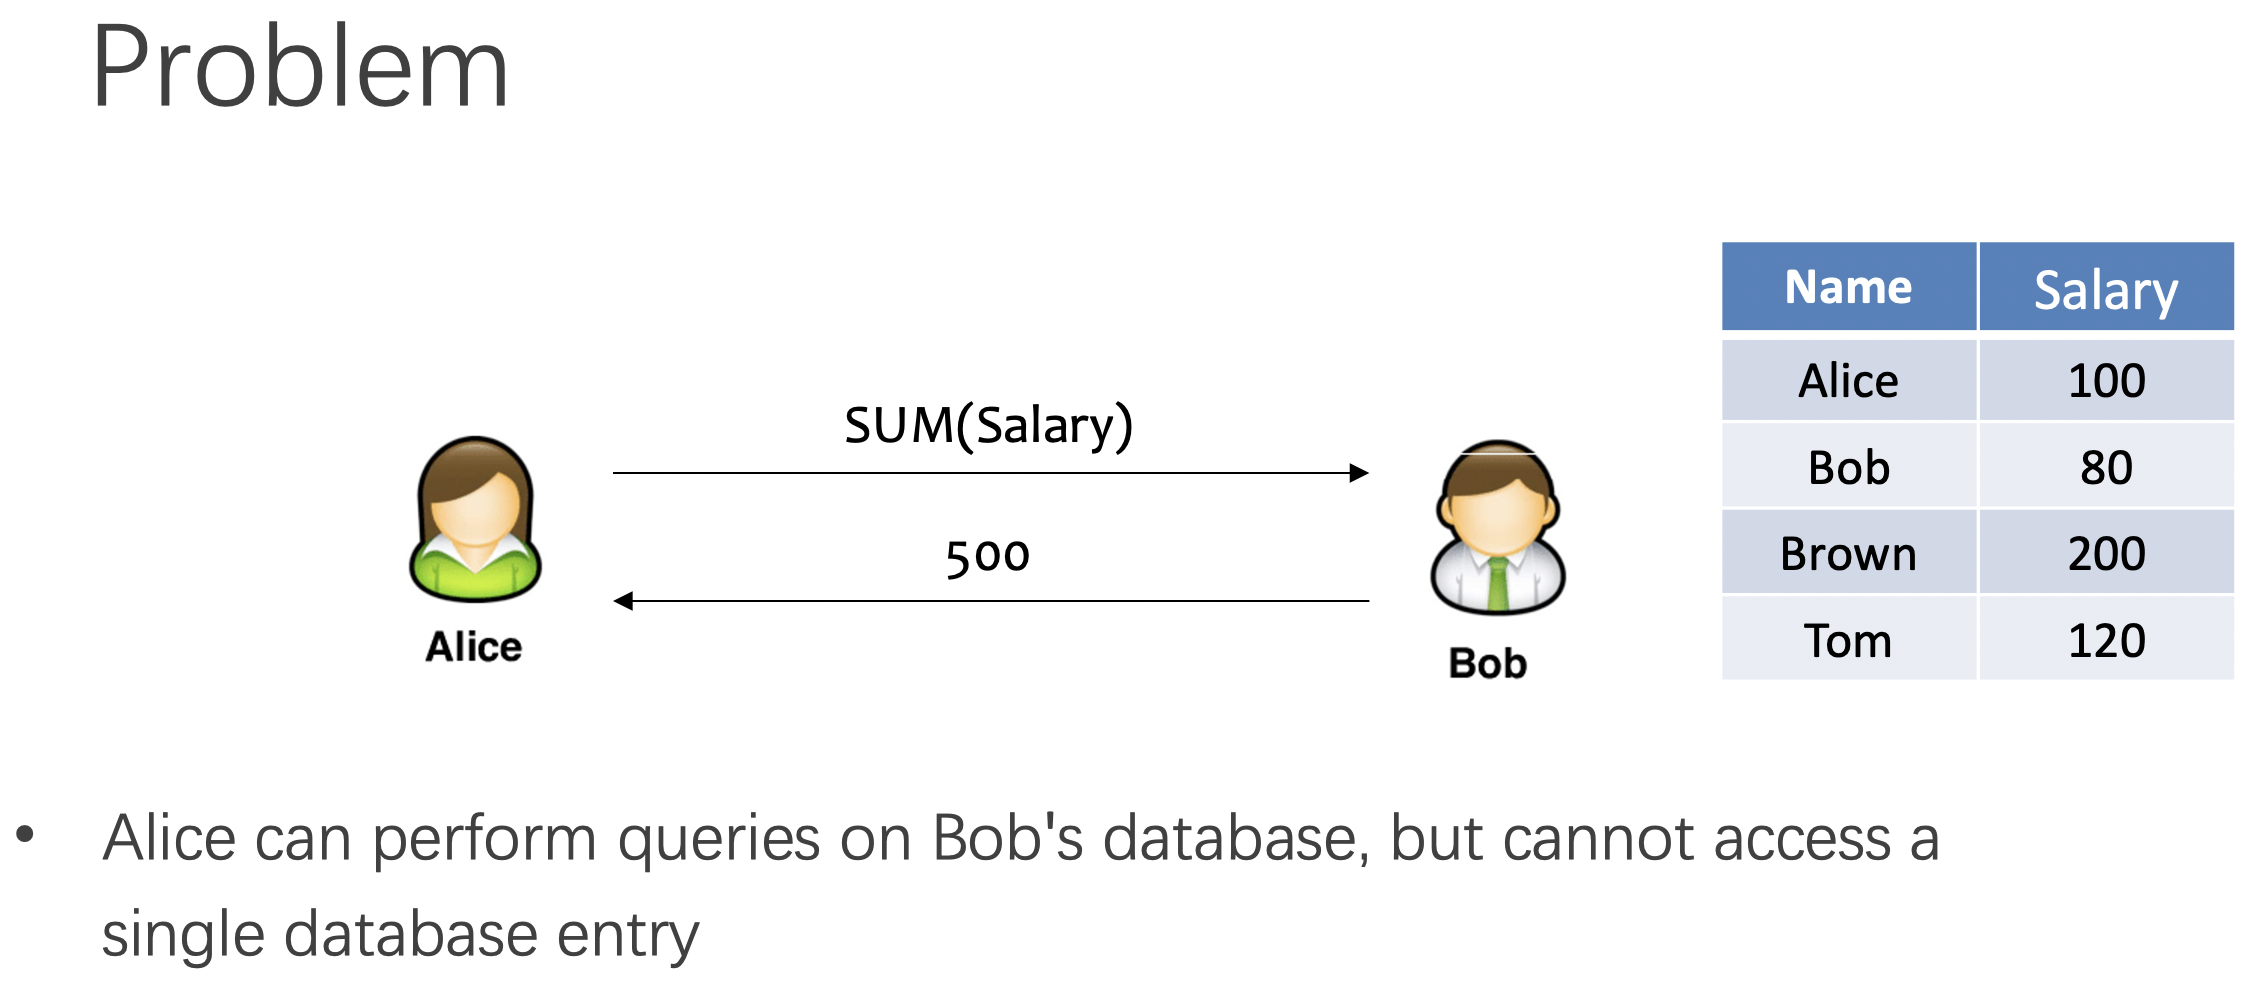 Problem
Name Salary
Alice 100
Bob 80
Brown 200
Tom 120
SUM(Salary)
500
Alice
Bob
• Alice can perform queries on Bob's database, but cannot access a
single database entry